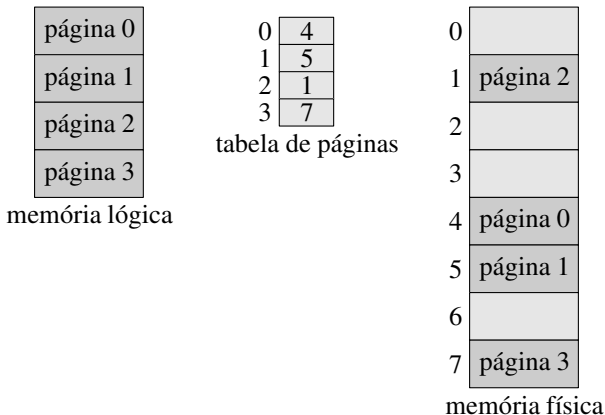 página 0
página 1
página 2
página 3
memória lógica
0 4
1 5
2 1
3 7
tabela de páginas
0
1 página 2
2
3
4 página 0
5 página 1
6
7 página 3
memória física